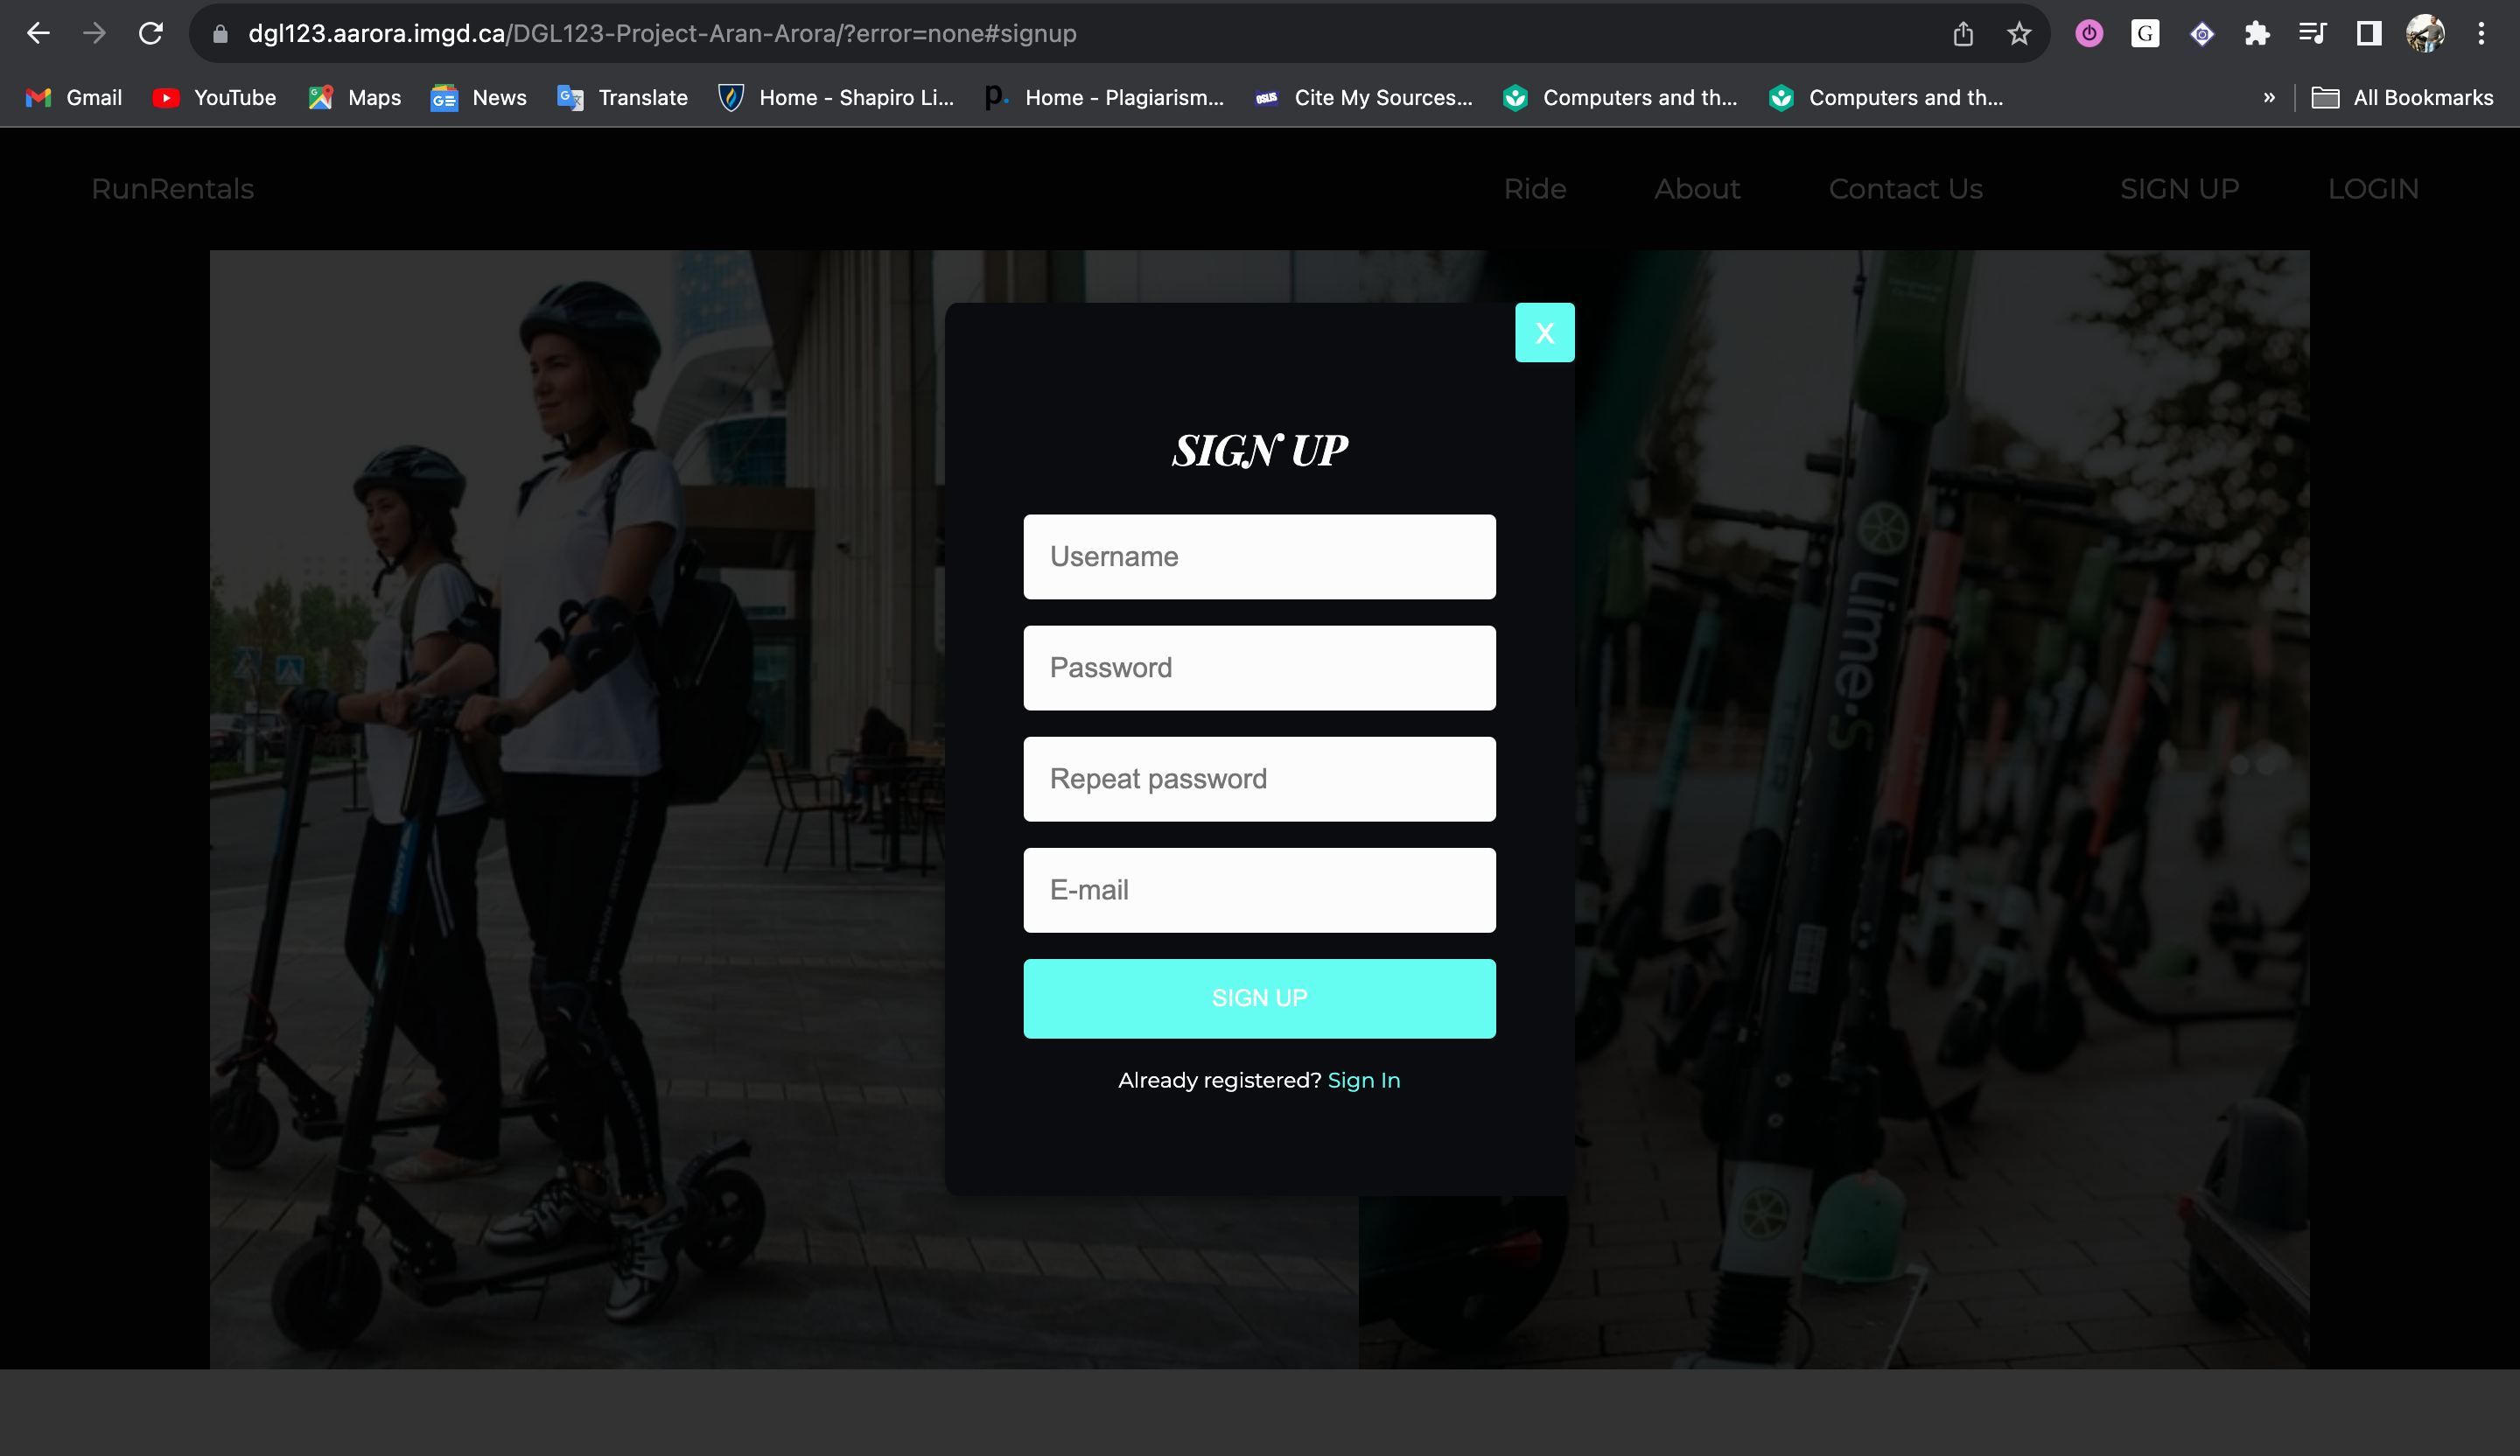 dgl123.aarora.imgd.ca/DGL123-Project-Aran-Arora/?error=none#signup
G
Gmail YouTube Maps News Translate Home - Shapiro Li... Home - Plagiarism... Cite My Sources... Computers and th... Computers and th... » All Bookmarks
RunRentals Ride About Contact Us SIGN UP LOGIN
X
SIGN UP
Username
Password
Repeat password
E-mail
SIGN UP
Already registered? Sign In
Lime-S